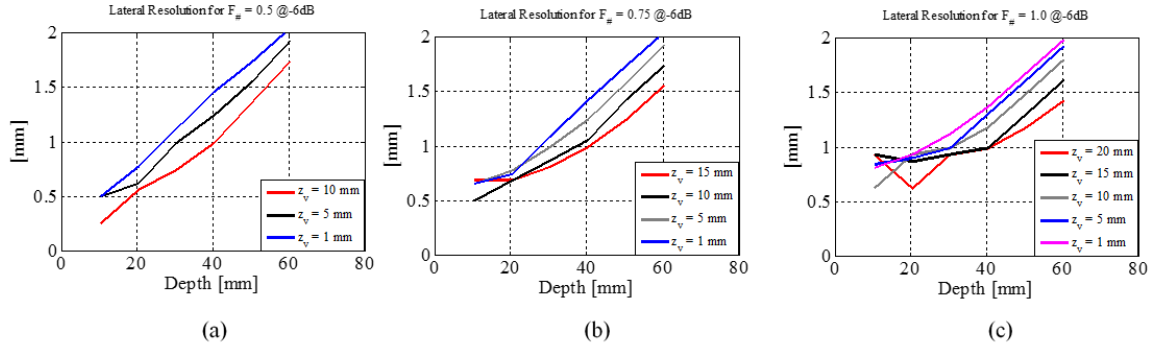 Lateral Resolution for F# = 0.5 @-6dB
2
1.5
1
0.5
0
[mm]
0 20 40 60 80
Depth [mm]
z_v = 10 mm
z_v = 5 mm
z_v = 1 mm
(a)
Lateral Resolution for F# = 0.75 @-6dB
2
1.5
1
0.5
0
[mm]
0 20 40 60 80
Depth [mm]
z_v = 15 mm
z_v = 10 mm
z_v = 5 mm
z_v = 1 mm
(b)
Lateral Resolution for F# = 1.0 @-6dB
2
1.5
1
0.5
0
[mm]
0 20 40 60 80
Depth [mm]
z_v = 20 mm
z_v = 15 mm
z_v = 10 mm
z_v = 5 mm
z_v = 1 mm
(c)